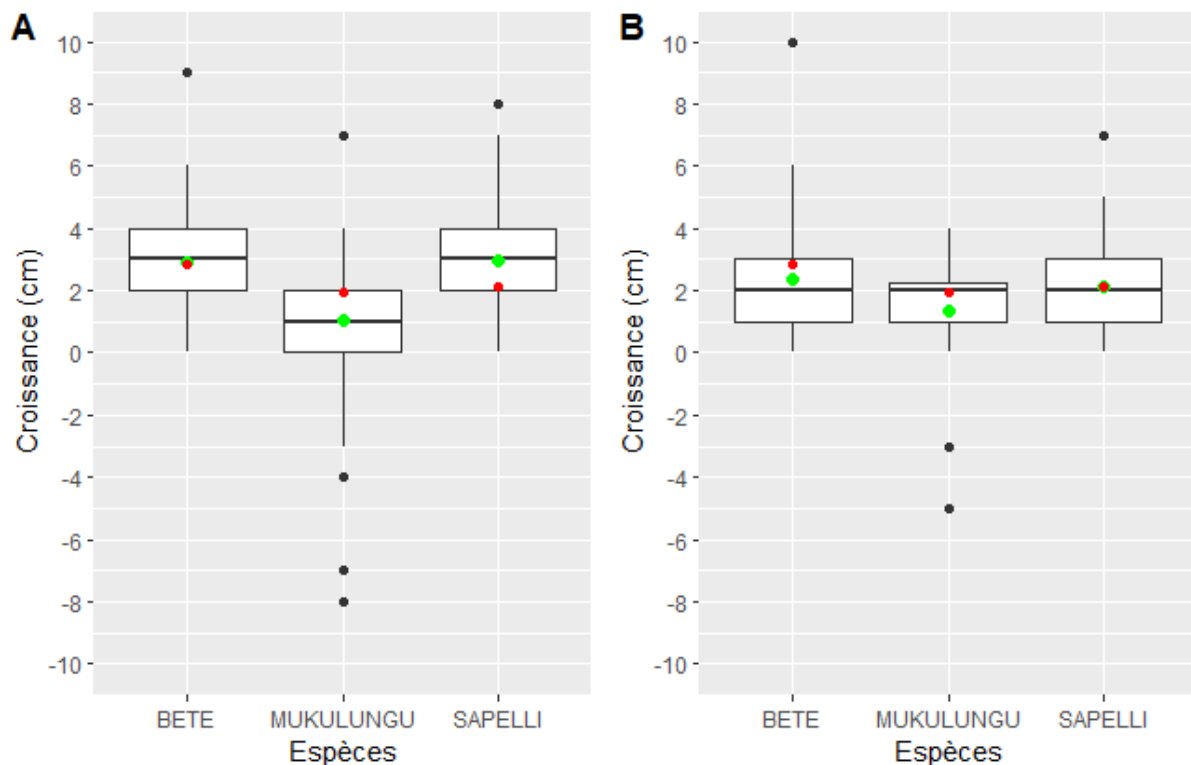 A
10
8
6
4
2
0
-2
-4
-6
-8
-10
Croissance (cm)
BETE MUKULUNGU SAPELLI
Espèces
B
10
8
6
4
2
0
-2
-4
-6
-8
-10
Croissance (cm)
BETE MUKULUNGU SAPELLI
Espèces